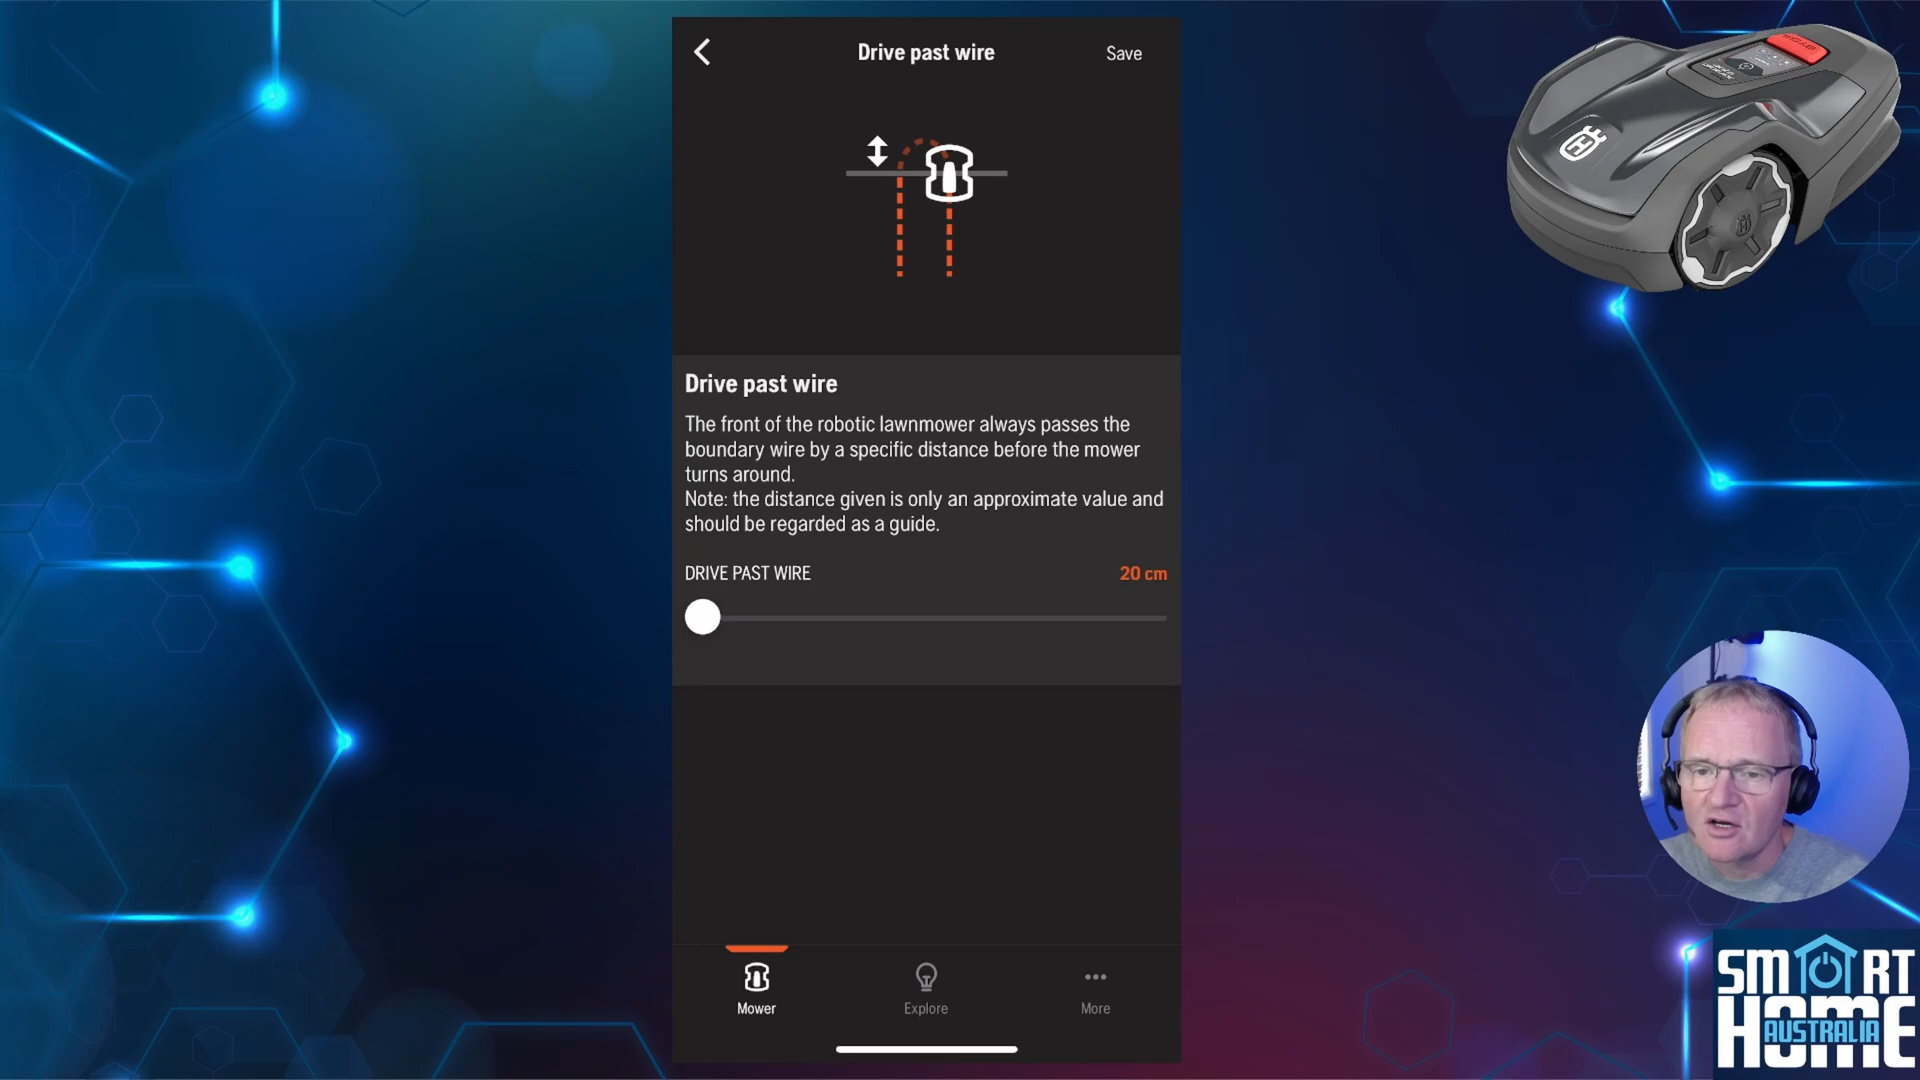 Drive past wire
Save
Drive past wire
The front of the robotic lawnmower always passes the
boundary wire by a specific distance before the mower
turns around.
Note: the distance given is only an approximate value and
should be regarded as a guide.
DRIVE PAST WIRE
20 cm
Mower
Explore
More
SMART
HOME
AUSTRALIA